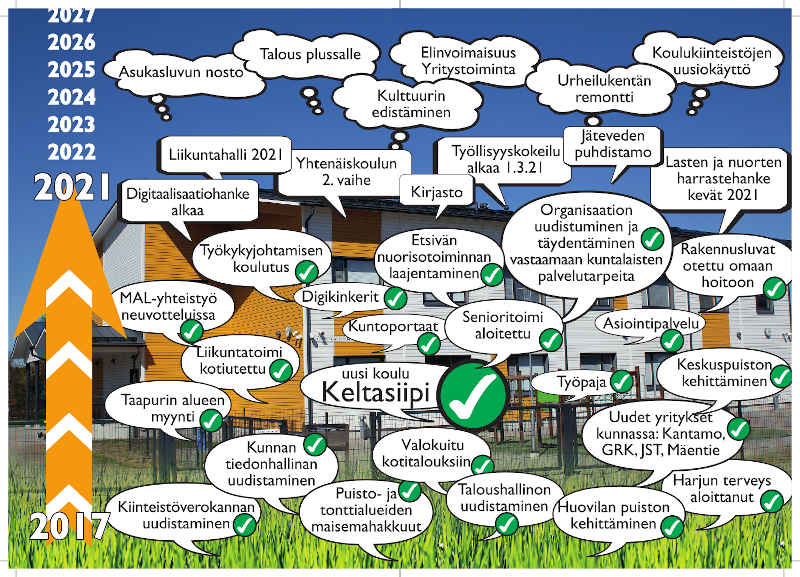 2027
2026
2025
2024
2023
2022
2021
2017
Asukasluvun nosto
Talous plussalle
Elinvoimaisuus
Yritystoiminta
Koulukiinteistöjen
uusiokäyttö
Kulttuurin
edistäminen
Urheilukentän
remontti
Liikuntahalli 2021
Yhtenäiskoulun
2. vaihe
Työllisyyskokeilu
alkaa 1.3.21
Jäteveden
puhdistamo
Lasten ja nuorten
harrastehanke
kevät 2021
Digitaalisaatiohanke
alkaa
Kirjasto
Organisaation
uudistuminen ja
täydentäminen
vastaamaan kuntalaisten
palvelutarpeita
Työkykyjohtamisen
koulutus
Etsivän
nuorisotoiminnan
laajentaminen
Rakennusluvat
otettu omaan
hoitoon
MAL-yhteistyö
neuvotteluissa
Digikinkerit
Kuntoportaat
Senioritoimi
aloitettu
Asiointipalvelu
Liikuntatoimi
kotiutettu
uusi koulu
Keltasiipi
Työpaja
Keskuspuiston
kehittäminen
Taapurin alueen
myynti
Uudet yritykset
kunnassa: Kantamo,
GRK, JST, Mäentie
Kunnan
tiedonhallinan
uudistaminen
Valokuitu
kotitalouksiin
Harjun terveys
aloittanut
Kiinteistöverokannan
uudistaminen
Puisto- ja
tonttialueiden
maisemahakkuut
Taloushallinon
uudistaminen
Huovilan puiston
kehittäminen